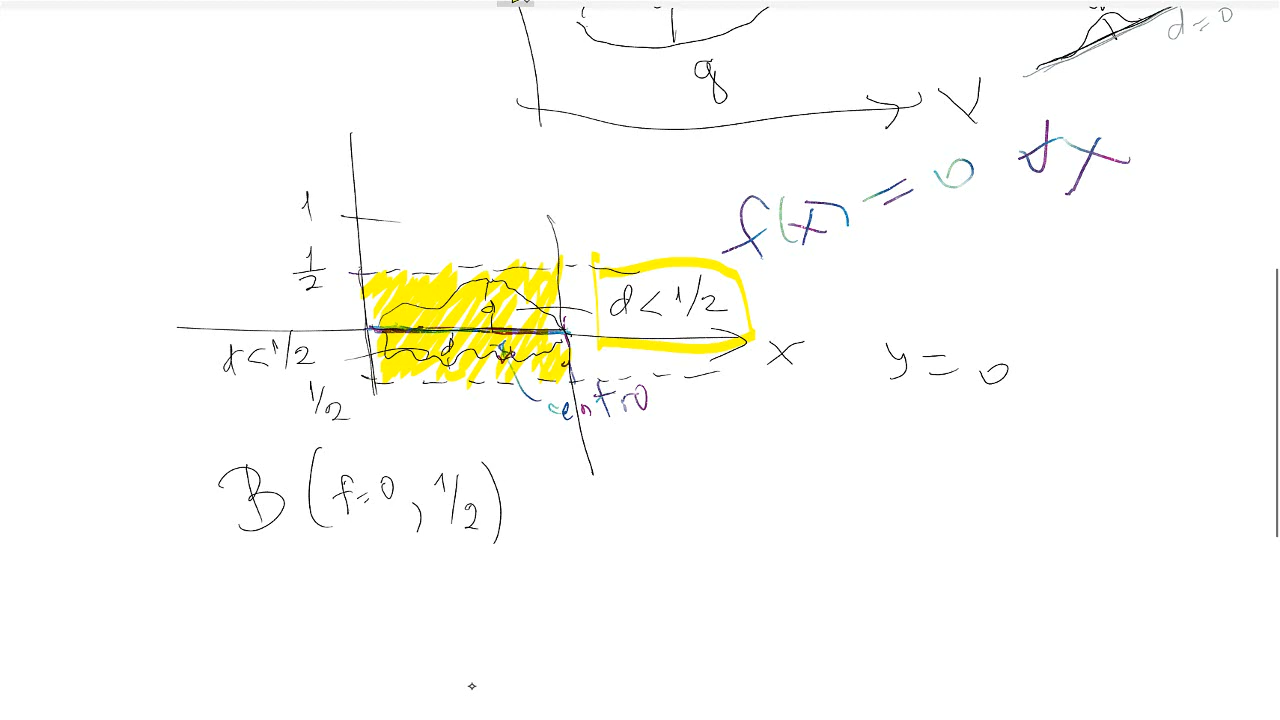 d = 0
g
V
f(x) = 0 ∀x
1
1/2
d < 1/2
d
d < 1/2
d
x
y = 0
1/2
centro
B(f=0, 1/2)